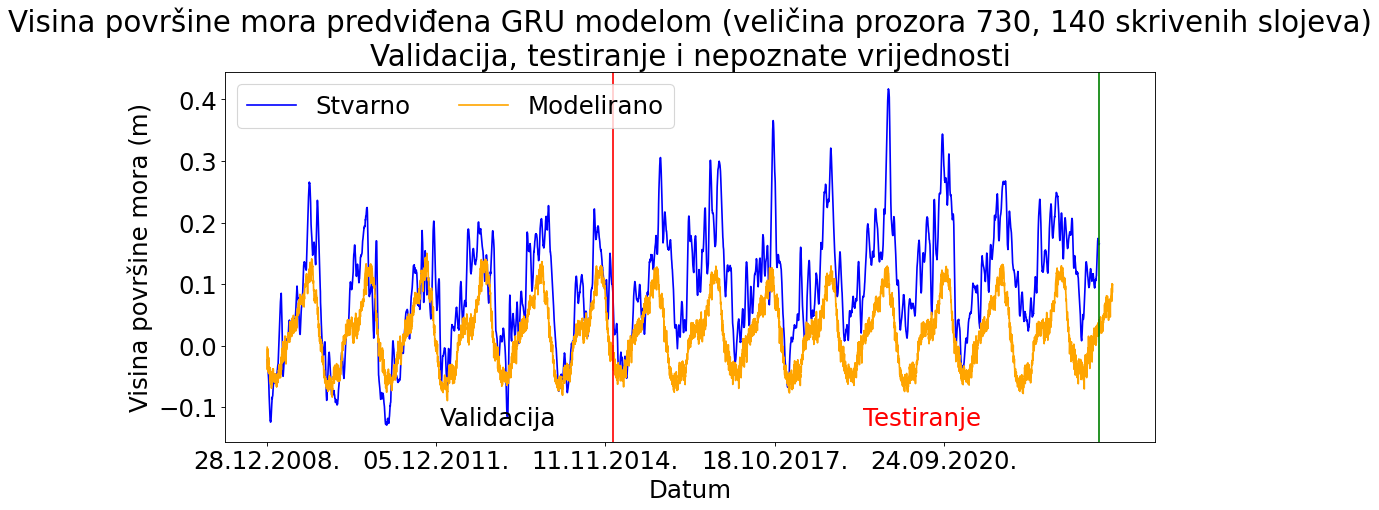 Visina površine mora predviđena GRU modelom (veličina prozora 730, 140 skrivenih slojeva)
Validacija, testiranje i nepoznate vrijednosti
Stvarno
Modelirano
0.4
0.3
0.2
0.1
0.0
−0.1
Visina površine mora (m)
Validacija
Testiranje
28.12.2008.
05.12.2011.
11.11.2014.
18.10.2017.
24.09.2020.
Datum